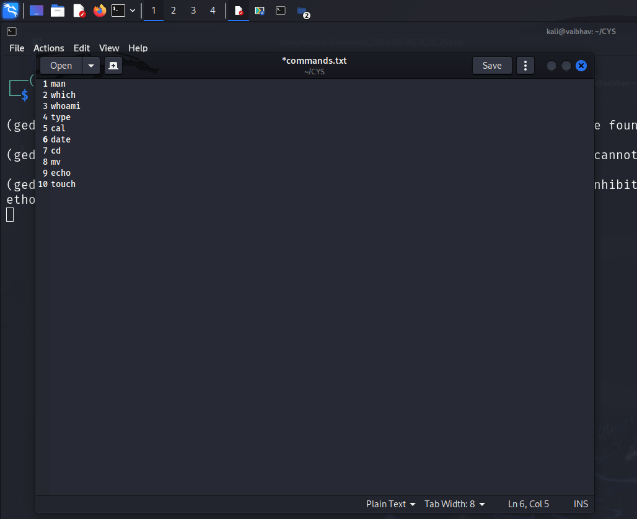 1 2 3 4
2
kali@vaibhav: ~/CYS
File Actions Edit View Help
Open *commands.txt Save
~/CYS
1 man
2 which
3 whoami
4 type
5 cal
6 date
7 cd
8 mv
9 echo
10 touch
$
(ged e foun
(ged cannot
(ged nhibit
etho
Plain Text Tab Width: 8 Ln 6, Col 5 INS